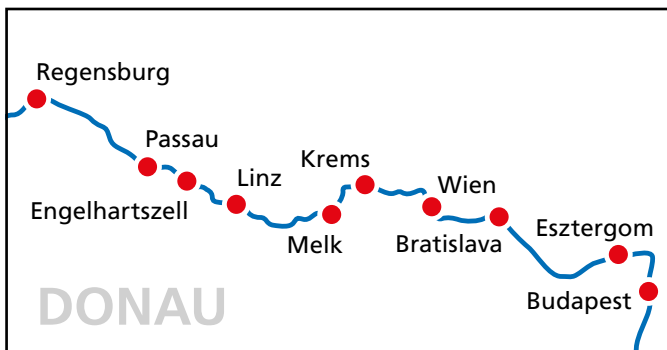 Regensburg
Passau
Engelhartszell
Linz
Melk
Krems
Wien
Bratislava
Esztergom
Budapest
DONAU